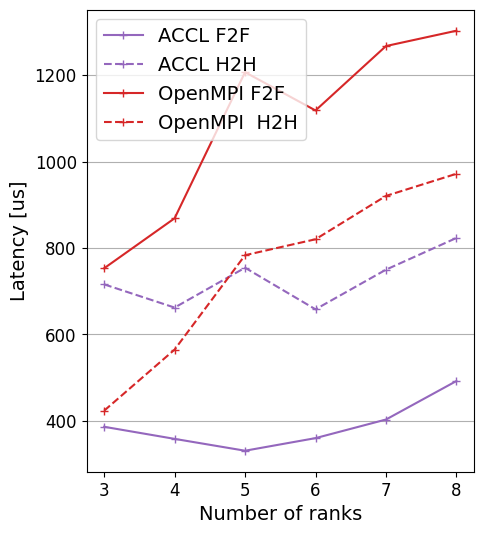 ACCL F2F
ACCL H2H
OpenMPI F2F
OpenMPI  H2H
1200
1000
800
600
400
Latency [us]
3 4 5 6 7 8
Number of ranks